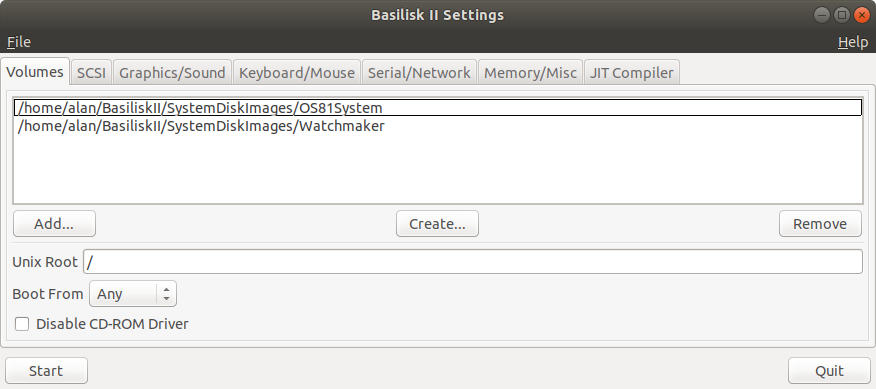 Basilisk II Settings
File Help
Volumes SCSI Graphics/Sound Keyboard/Mouse Serial/Network Memory/Misc JIT Compiler
/home/alan/BasiliskII/SystemDiskImages/OS81System
/home/alan/BasiliskII/SystemDiskImages/Watchmaker
Add... Create... Remove
Unix Root /
Boot From Any
Disable CD-ROM Driver
Start Quit